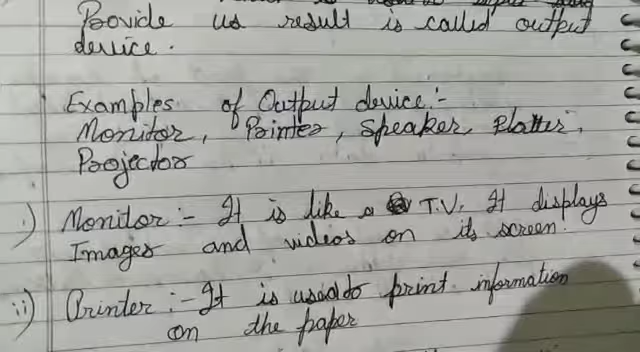 Provide us result is called output
device.
Examples of Output device:-
Monitor, Printer, Speaker, Plotter,
Projector
i) Monitor:- It is like a T.V. It displays
Images and videos on its screen.
ii) Printer:- It is used to print information
on the paper